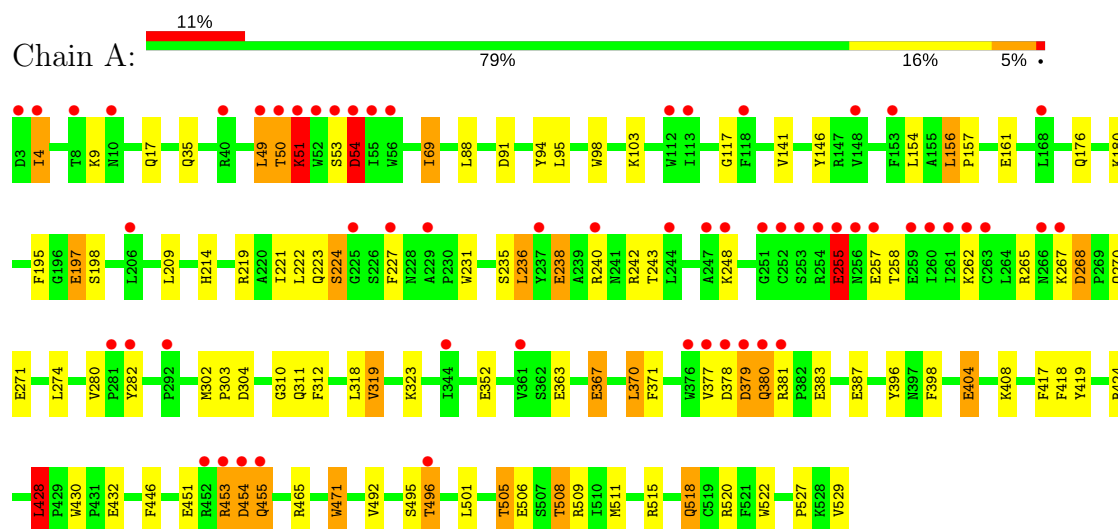 11%
Chain A:
79% 16% 5% •
D3 I4 T8 K9 N10 Q17 Q35 R40 L49 T50 K51 W52 S53 D54 I55 W56 I69 L88 D91 Y94 L95 W98 K103 W112 I113 G117 F118 V141 Y146 R147 V148 F153 L154 A155 L156 P157 E161 L168 Q176
F195 G196 E197 S198 L206 L209 H214 R219 A220 I221 L222 Q223 S224 G225 S226 F227 N228 A229 P230 W231 S235 L236 Y237 E238 A239 R240 N241 R242 T243 L244 A247 K248 G251 C252 S253 R254 E255 N256 E257 T258 E259 I260 I261 K262 C263 L264 R265 N266 K267 D268 P269
E271 L274 V280 P281 Y282 P292 M302 P303 D304 G310 Q311 F312 L318 V319 K323 I344 E352 V361 S362 E363 E367 L370 F371 W376 V377 D378 D379 Q380 R381 P382 E383 E387 Y396 N397 F398 E404 K408 F417 F418 Y419
L428 P429 W430 P431 E432 F446 E451 R452 R453 D454 Q455 R465 W471 V492 S495 T496 L501 T505 E506 S507 T508 R509 I510 M511 R515 Q518 C519 R520 F521 W522 P527 K528 V529